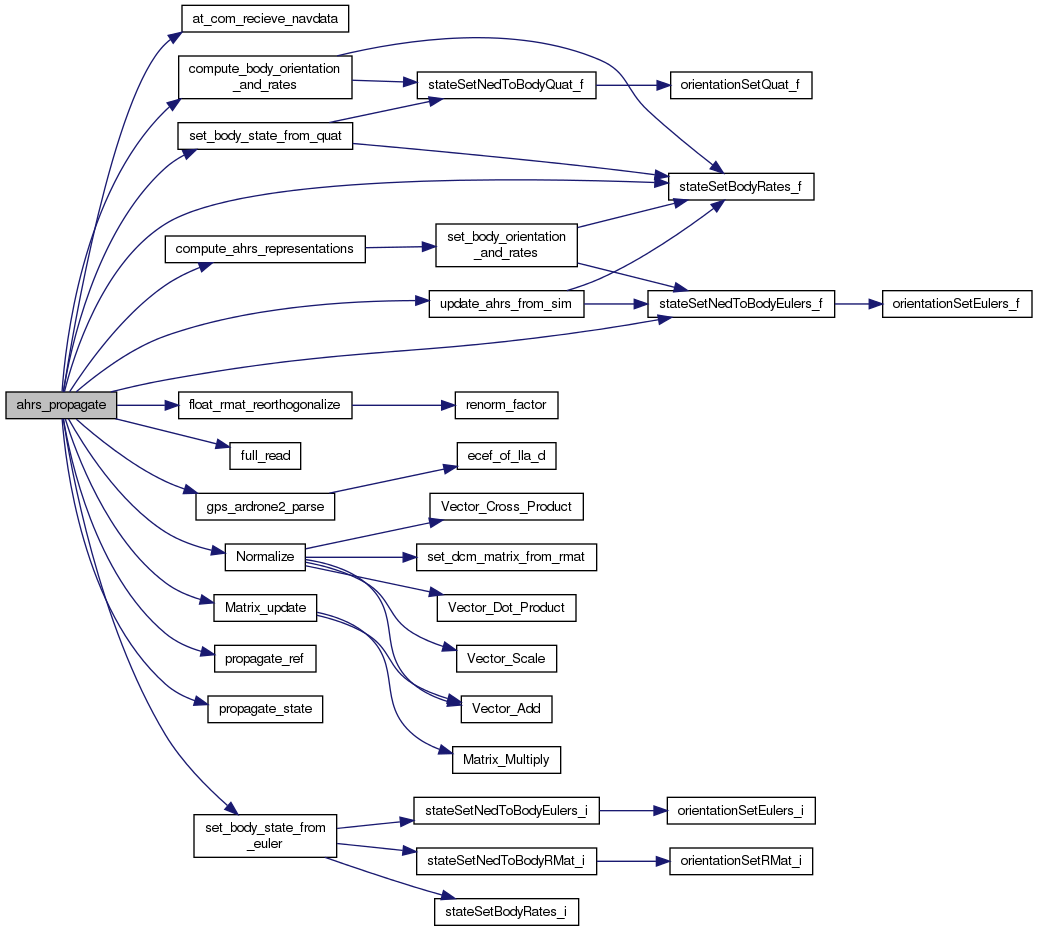 at_com_recieve_navdata
compute_body_orientation
_and_rates
stateSetNedToBodyQuat_f
orientationSetQuat_f
set_body_state_from_quat
stateSetBodyRates_f
compute_ahrs_representations
set_body_orientation
_and_rates
update_ahrs_from_sim
stateSetNedToBodyEulers_f
orientationSetEulers_f
ahrs_propagate
float_rmat_reorthogonalize
renorm_factor
full_read
ecef_of_lla_d
gps_ardrone2_parse
Vector_Cross_Product
Normalize
set_dcm_matrix_from_rmat
Matrix_update
Vector_Dot_Product
propagate_ref
Vector_Scale
propagate_state
Vector_Add
Matrix_Multiply
set_body_state_from
_euler
stateSetNedToBodyEulers_i
orientationSetEulers_i
stateSetNedToBodyRMat_i
orientationSetRMat_i
stateSetBodyRates_i